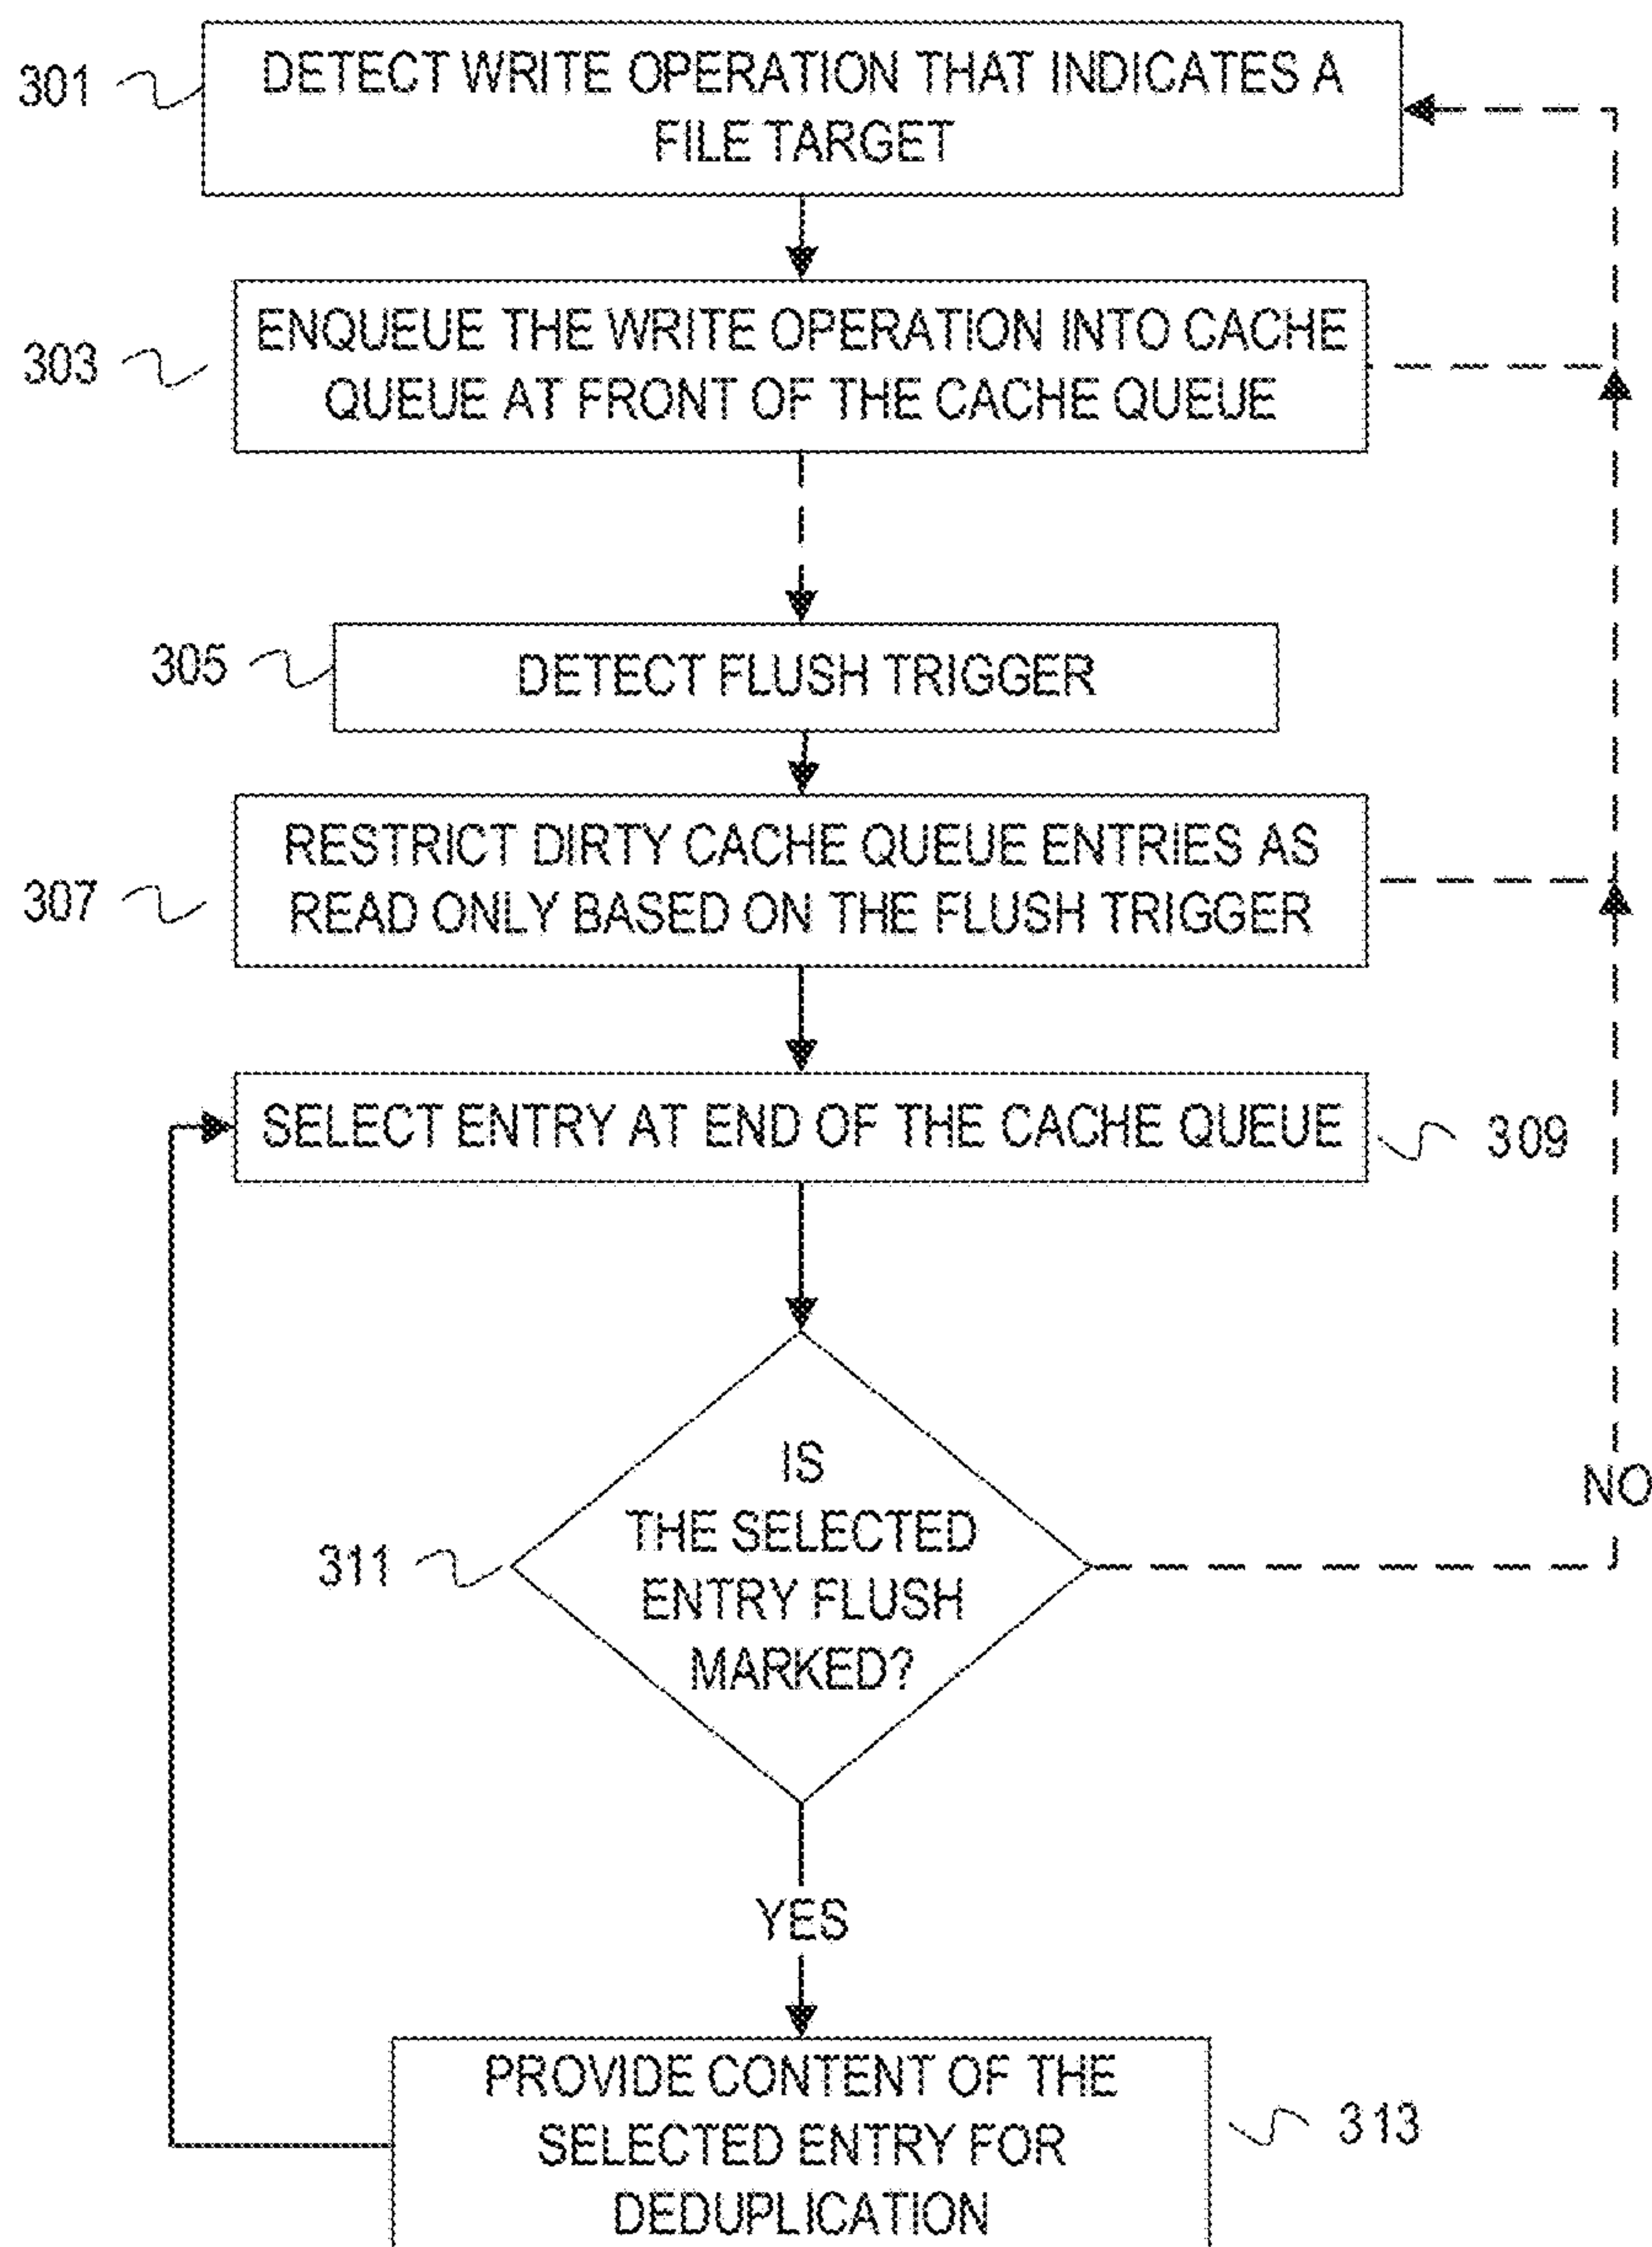 301
DETECT WRITE OPERATION THAT INDICATES A
FILE TARGET
303
ENQUEUE THE WRITE OPERATION INTO CACHE
QUEUE AT FRONT OF THE CACHE QUEUE
305
DETECT FLUSH TRIGGER
307
RESTRICT DIRTY CACHE QUEUE ENTRIES AS
READ ONLY BASED ON THE FLUSH TRIGGER
SELECT ENTRY AT END OF THE CACHE QUEUE
309
311
IS
THE SELECTED
ENTRY FLUSH
MARKED?
NO
YES
PROVIDE CONTENT OF THE
SELECTED ENTRY FOR
DEDUPLICATION
313